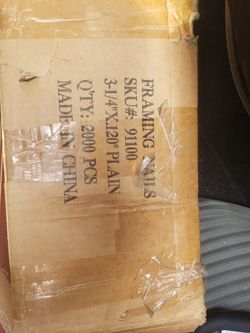 FRAMING NAILS
SKU#: 91100
3-1/4"X.120" PLAIN
Q'TY: 2000 PCS
MADE IN CHINA